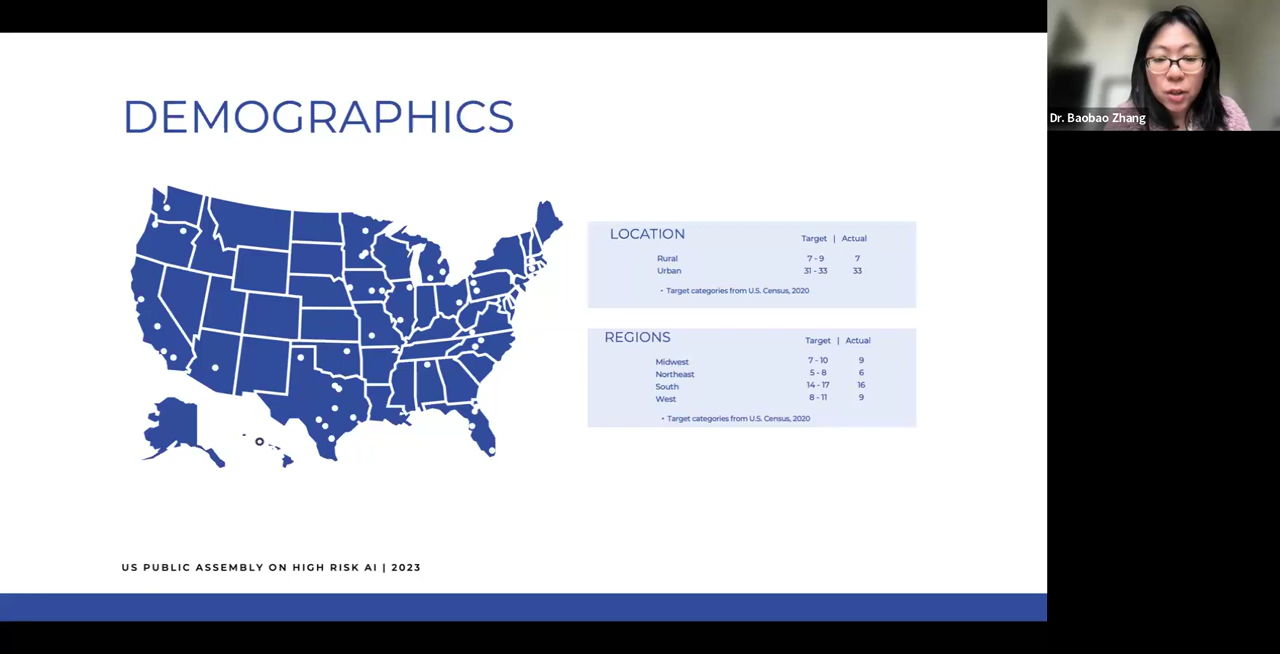 DEMOGRAPHICS
LOCATION
Target | Actual
Rural 7 - 9 7
Urban 31 - 33 33
• Target categories from U.S. Census, 2020
REGIONS
Target | Actual
Midwest 7 - 10 9
Northeast 5 - 8 6
South 14 - 17 16
West 8 - 11 9
• Target categories from U.S. Census, 2020
US PUBLIC ASSEMBLY ON HIGH RISK AI | 2023
Dr. Baobao Zhang